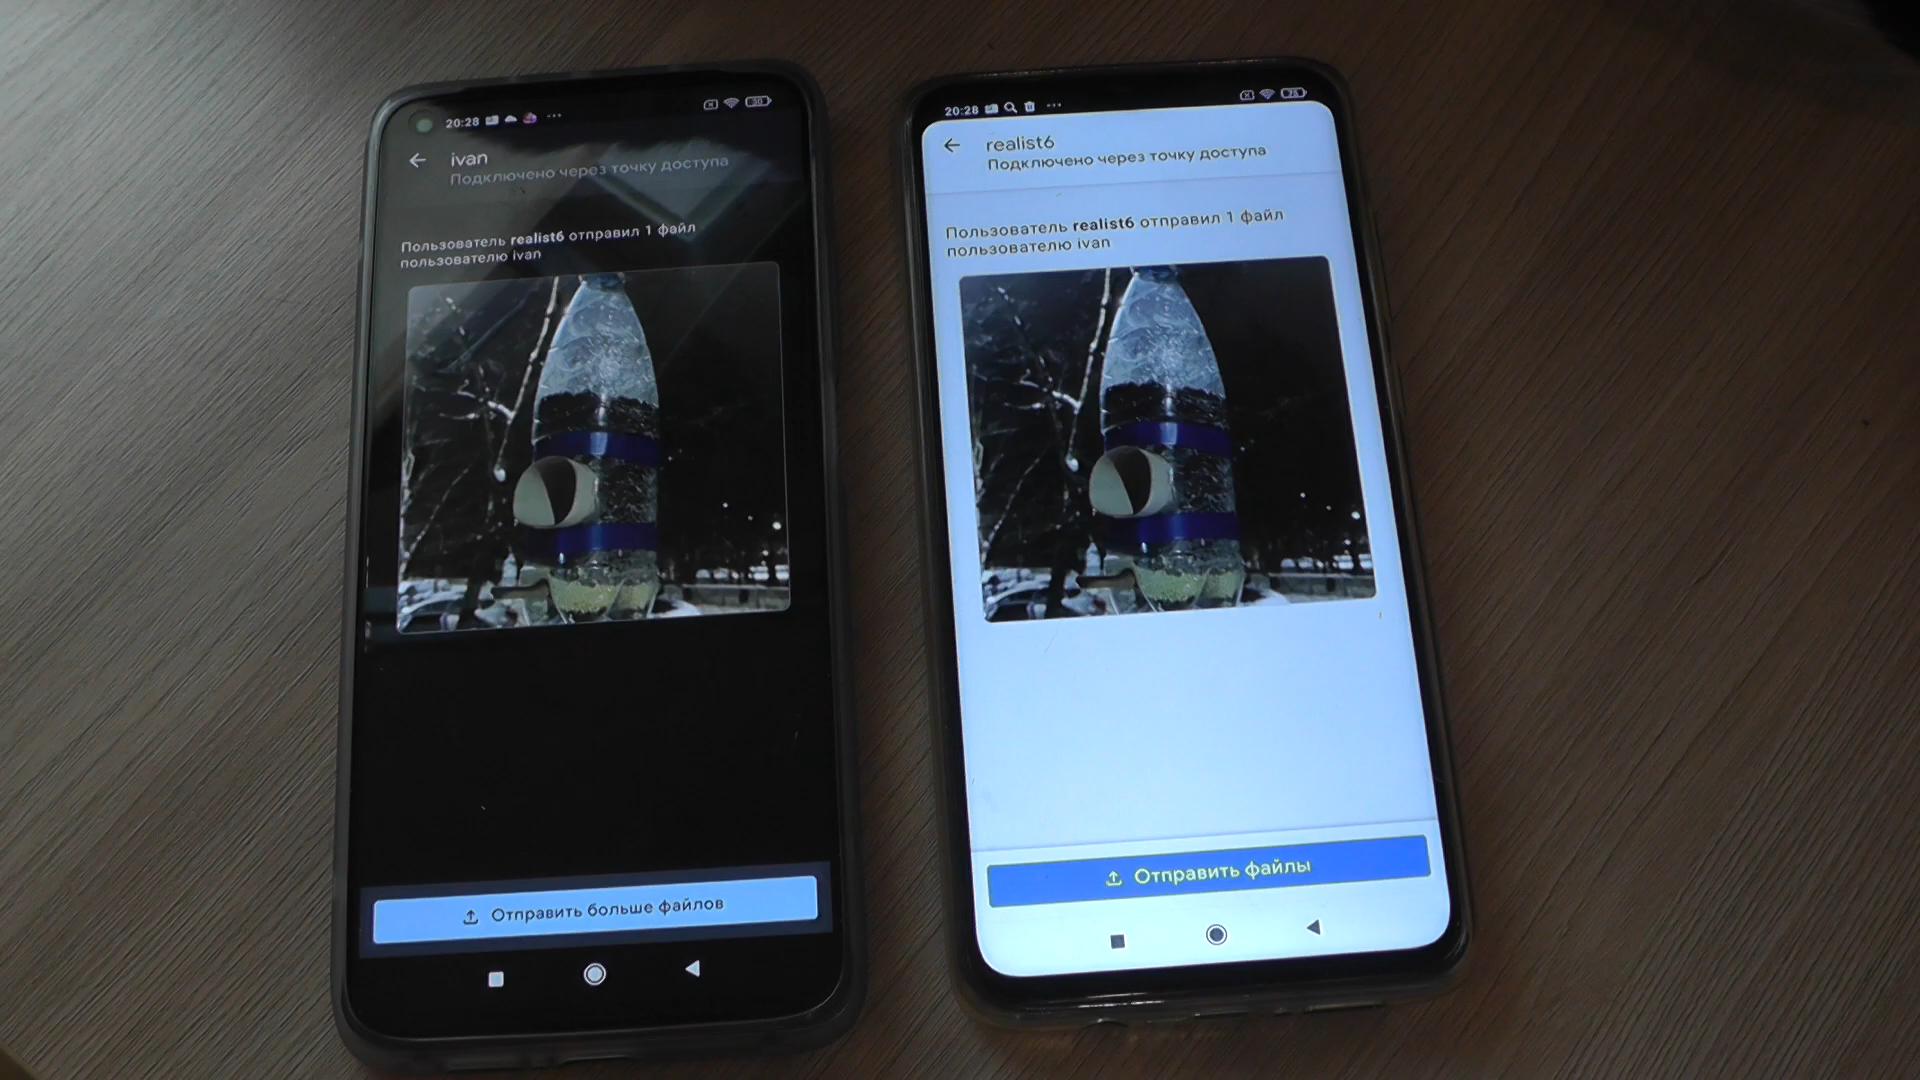 20:28
30
ivan
Подключено через точку доступа
Пользователь realist6 отправил 1 файл
пользователю ivan
Отправить больше файлов
20:28
realist6
Подключено через точку доступа
Пользователь realist6 отправил 1 файл
пользователю ivan
Отправить файлы